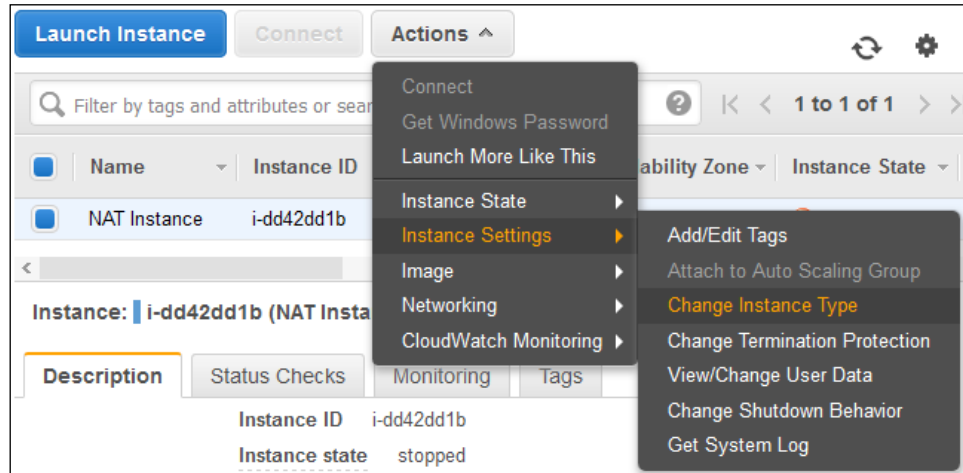 Launch Instance Connect Actions
Filter by tags and attributes or sear 1 to 1 of 1
Name Instance ID ability Zone Instance State
NAT Instance i-dd42dd1b
Connect
Get Windows Password
Launch More Like This
Instance State
Instance Settings
Image
Networking
CloudWatch Monitoring
Add/Edit Tags
Attach to Auto Scaling Group
Change Instance Type
Change Termination Protection
View/Change User Data
Change Shutdown Behavior
Get System Log
Instance: i-dd42dd1b (NAT Insta
Description Status Checks Monitoring Tags
Instance ID i-dd42dd1b
Instance state stopped